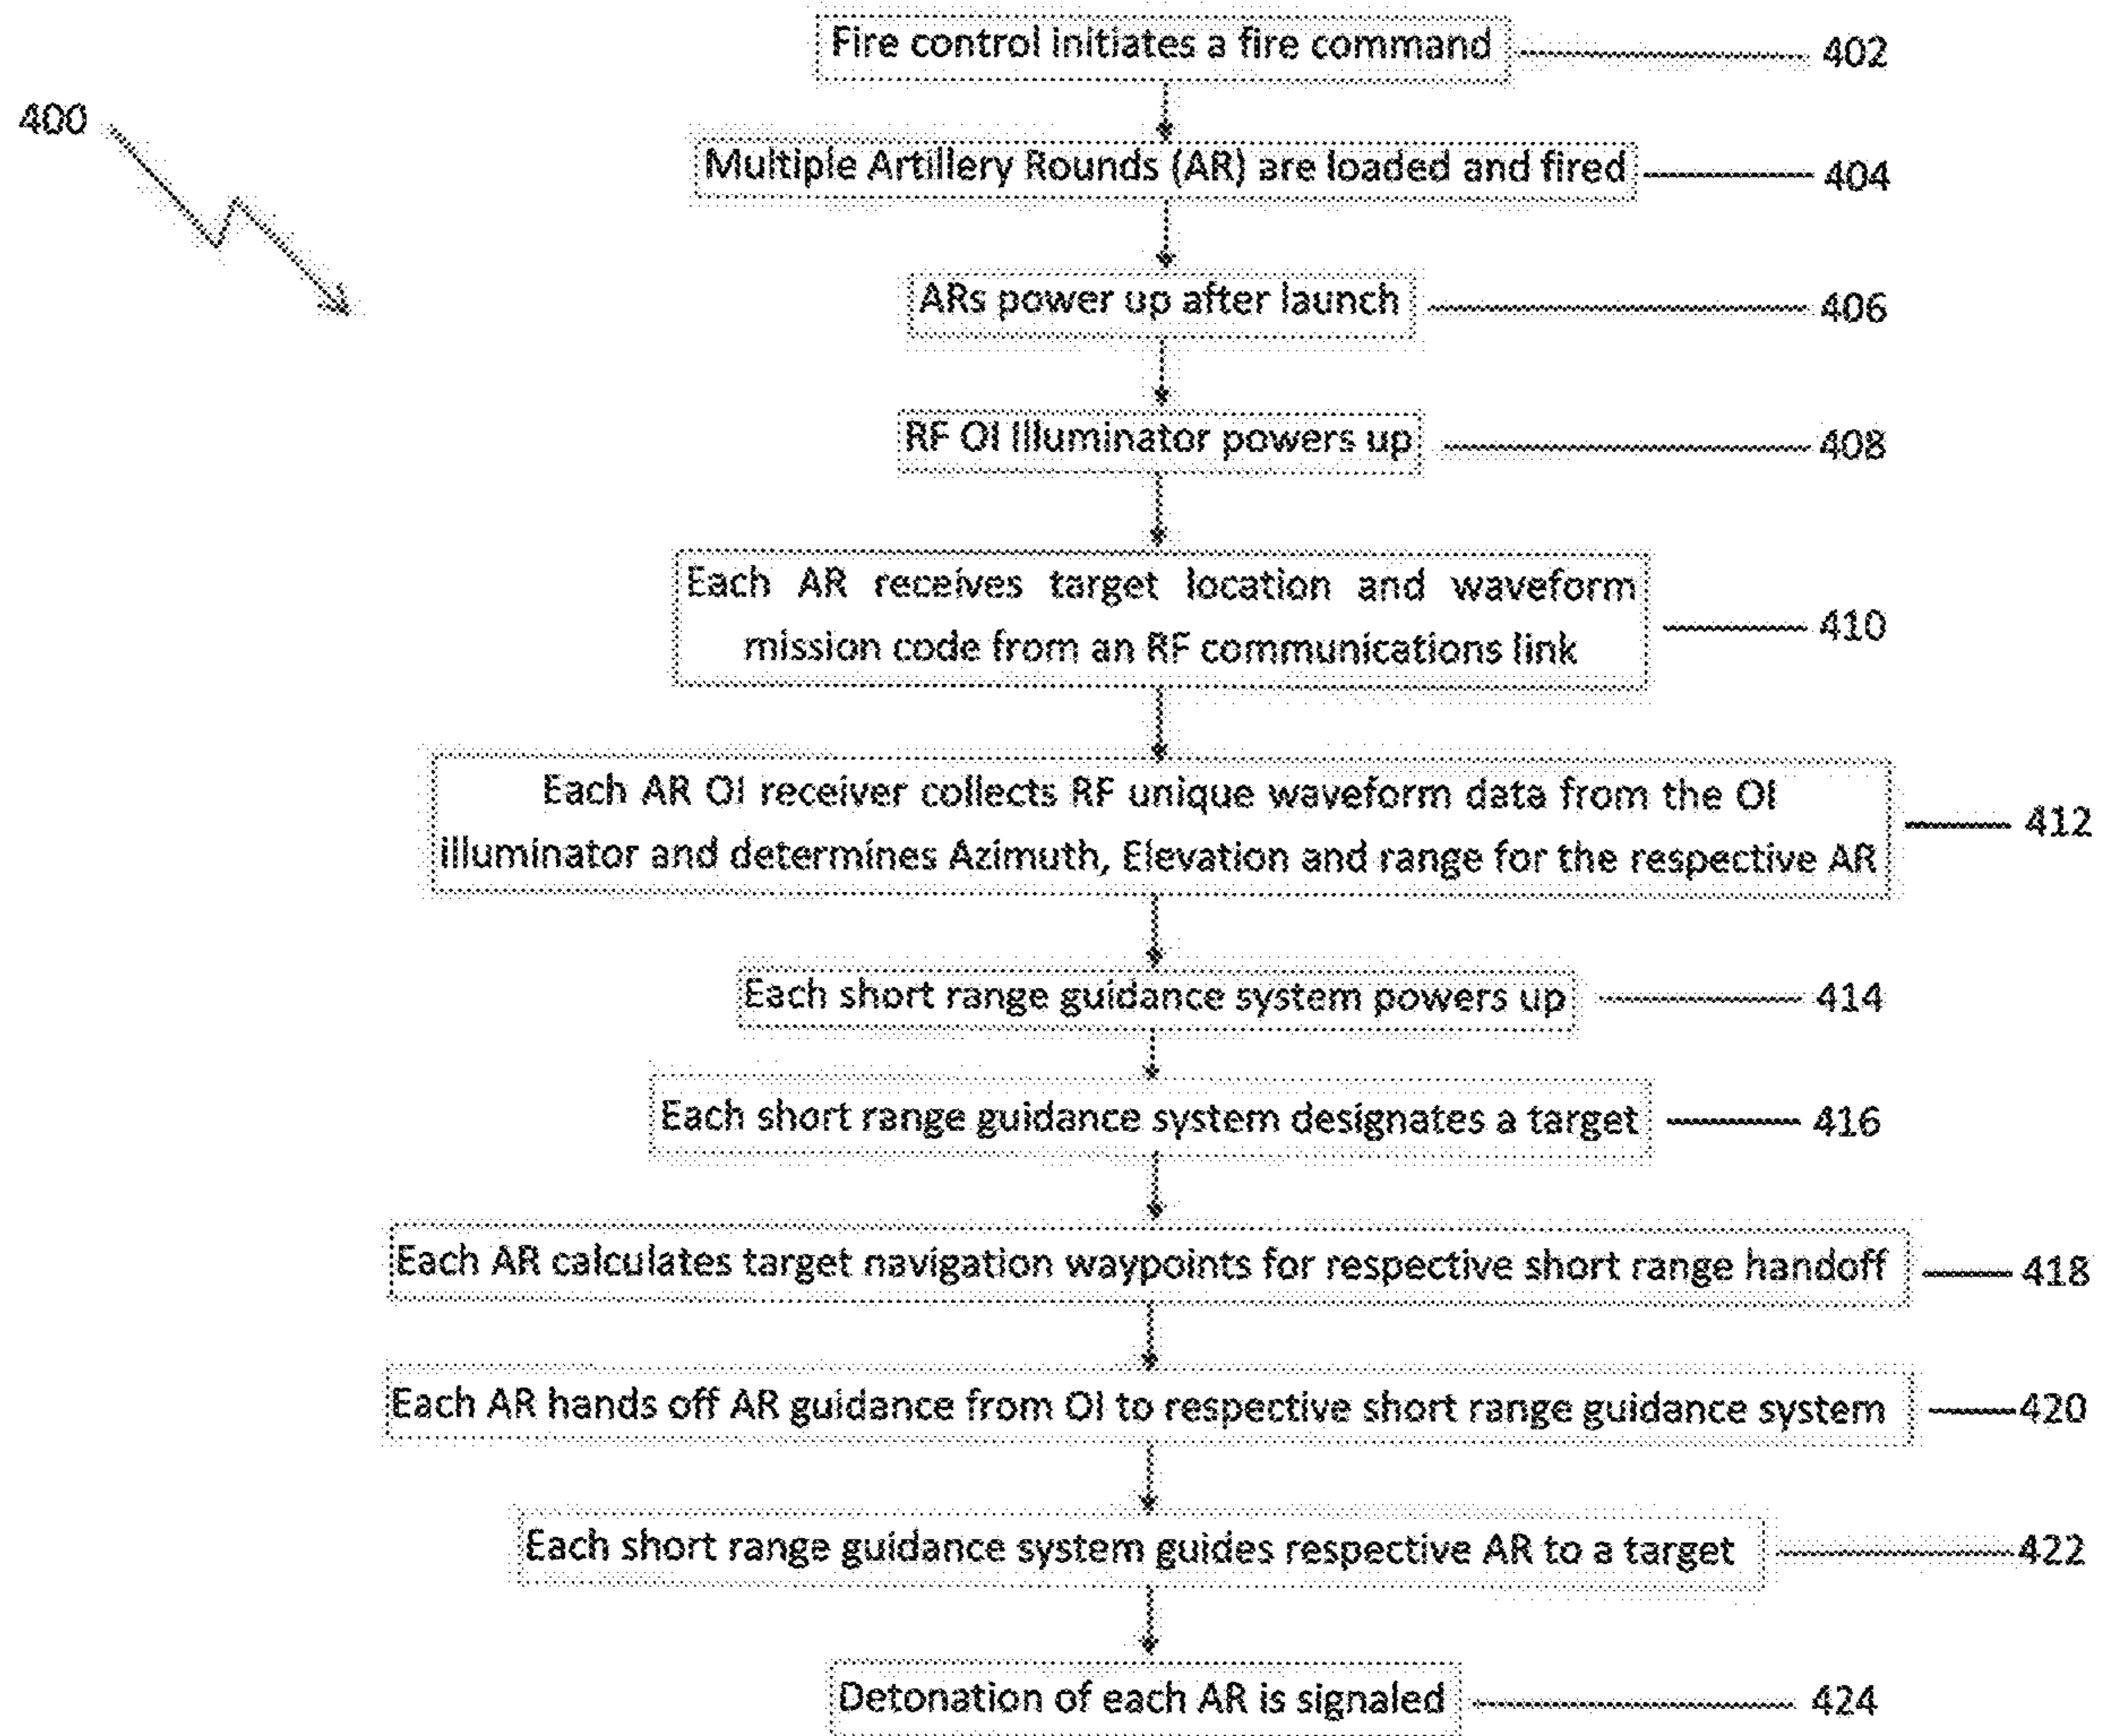 Fire control initiates a fire command
402
400
Multiple Artillery Rounds (AR) are loaded and fired
404
ARs power up after launch
406
RF OI Illuminator powers up
408
Each AR receives target location and waveform
mission code from an RF communications link
410
Each AR OI receiver collects RF unique waveform data from the OI
illuminator and determines Azimuth, Elevation and range for the respective AR
412
Each short range guidance system powers up
414
Each short range guidance system designates a target
416
Each AR calculates target navigation waypoints for respective short range handoff
418
Each AR hands off AR guidance from OI to respective short range guidance system
420
Each short range guidance system guides respective AR to a target
422
Detonation of each AR is signaled
424